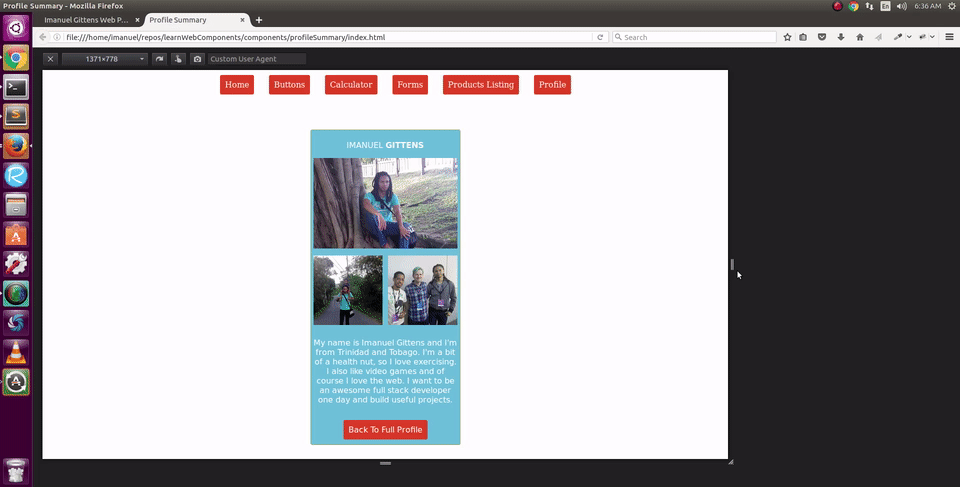 Profile Summary - Mozilla Firefox
En
6:36 AM
Imanuel Gittens Web P...
Profile Summary
file:///home/imanuel/repos/learnWebComponents/components/profileSummary/index.html
Search
1371×778
Custom User Agent
Home Buttons Calculator Forms Products Listing Profile
IMANUEL GITTENS
My name is Imanuel Gittens and I'm
from Trinidad and Tobago. I'm a bit
of a health nut, so I love exercising.
I also like video games and of
course I love the web. I want to be
an awesome full stack developer
one day and build useful projects.
Back To Full Profile